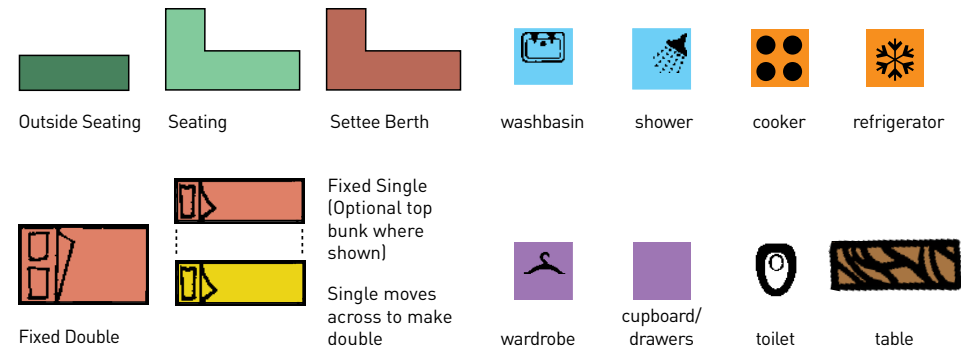 Outside Seating
Seating
Settee Berth
washbasin
shower
cooker
refrigerator
Fixed Single
(Optional top
bunk where
shown)
Single moves
across to make
double
Fixed Double
wardrobe
cupboard/
drawers
toilet
table